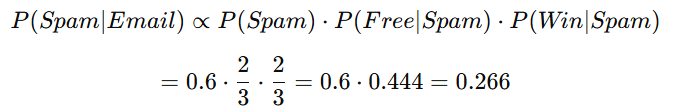 P(Spam|Email) ∝ P(Spam) · P(Free|Spam) · P(Win|Spam)
= 0.6 · 2/3 · 2/3 = 0.6 · 0.444 = 0.266